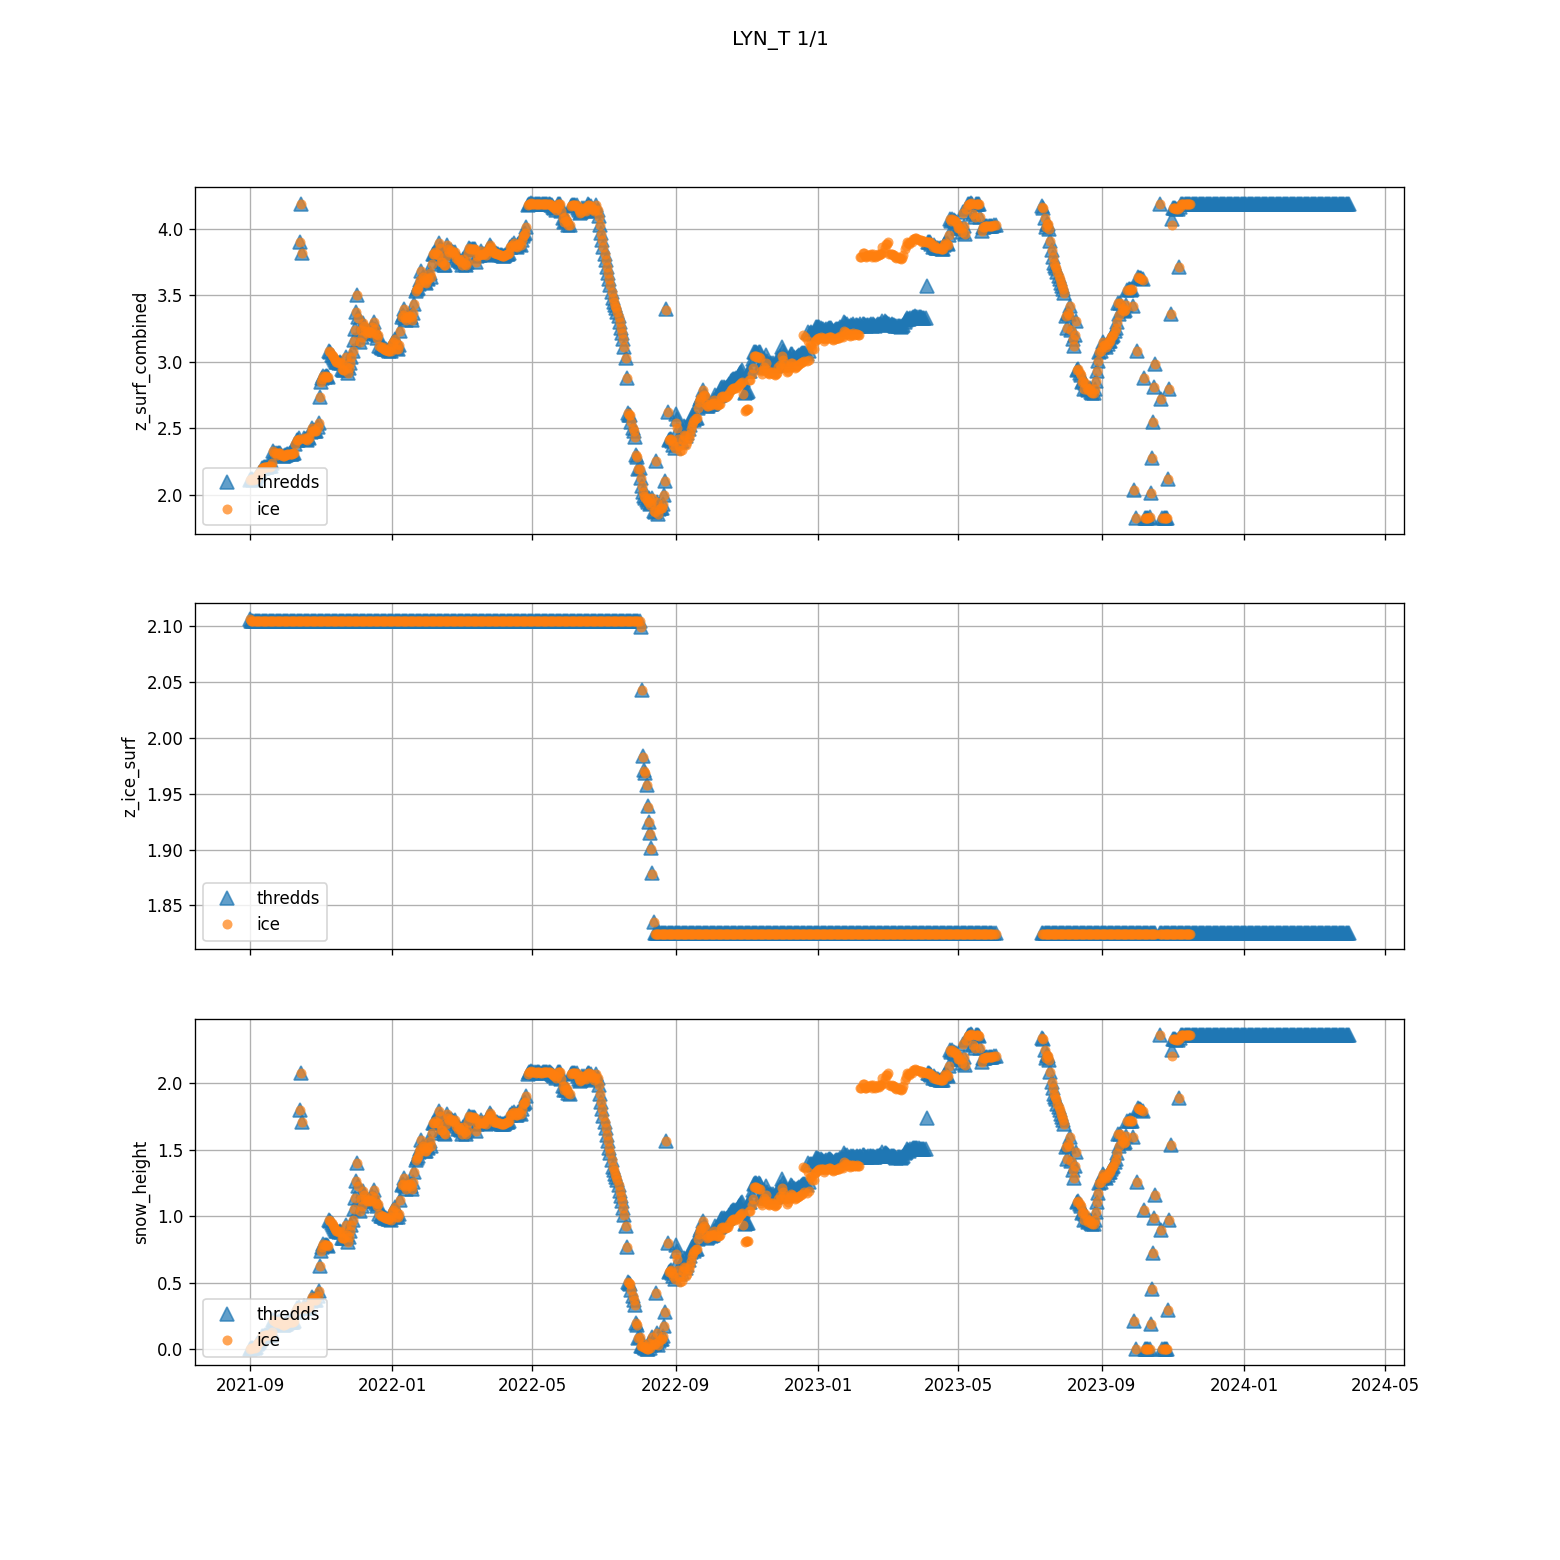 LYN_T 1/1
4.0
3.5
3.0
2.5
2.0
z_surf_combined
thredds
ice
2.10
2.05
2.00
1.95
1.90
1.85
z_ice_surf
thredds
ice
2.0
1.5
1.0
0.5
0.0
snow_height
thredds
ice
2021-09 2022-01 2022-05 2022-09 2023-01 2023-05 2023-09 2024-01 2024-05